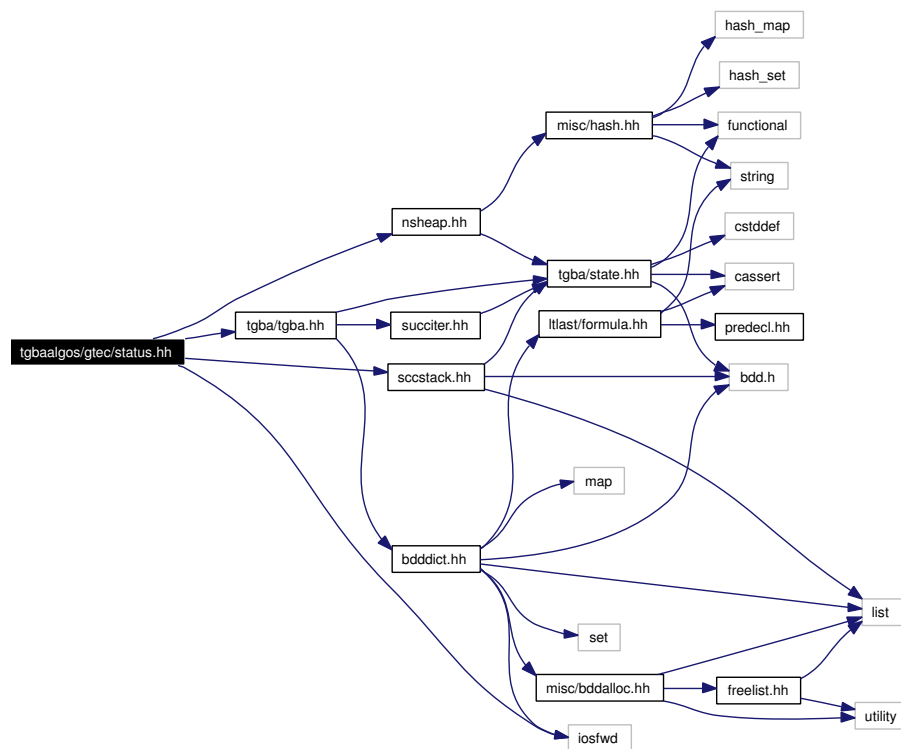 hash_map
hash_set
misc/hash.hh
functional
string
nsheap.hh
cstddef
tgba/state.hh
cassert
tgba/tgba.hh
succiter.hh
ltlast/formula.hh
predecl.hh
tgbaalgos/gtec/status.hh
sccstack.hh
bdd.h
map
bdddict.hh
list
set
misc/bddalloc.hh
freelist.hh
utility
iosfwd